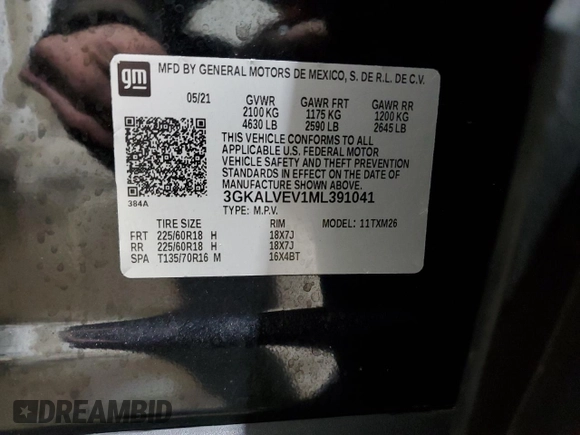 gm
MFD BY GENERAL MOTORS DE MEXICO, S. DE R.L. DE C.V.
05/21 GVWR GAWR FRT GAWR RR
2100 KG 1175 KG 1200 KG
4630 LB 2590 LB 2645 LB
THIS VEHICLE CONFORMS TO ALL
APPLICABLE U.S. FEDERAL MOTOR
VEHICLE SAFETY AND THEFT PREVENTION
STANDARDS IN EFFECT ON THE DATE OF
MANUFACTURE SHOWN ABOVE.
384A
3GKALVEV1ML391041
TYPE: M.P.V.
MODEL: 11TXM26
TIRE SIZE RIM
FRT 225/60R18 H 18X7J
RR 225/60R18 H 18X7J
SPA T135/70R16 M 16X4BT
DREAMBID